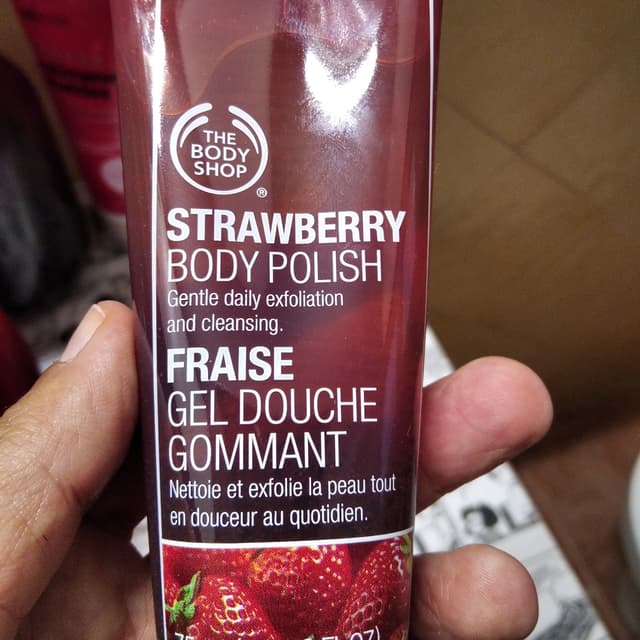 THE
BODY
SHOP
®
STRAWBERRY
BODY POLISH
Gentle daily exfoliation
and cleansing.
FRAISE
GEL DOUCHE
GOMMANT
Nettoie et exfolie la peau tout
en douceur au quotidien.